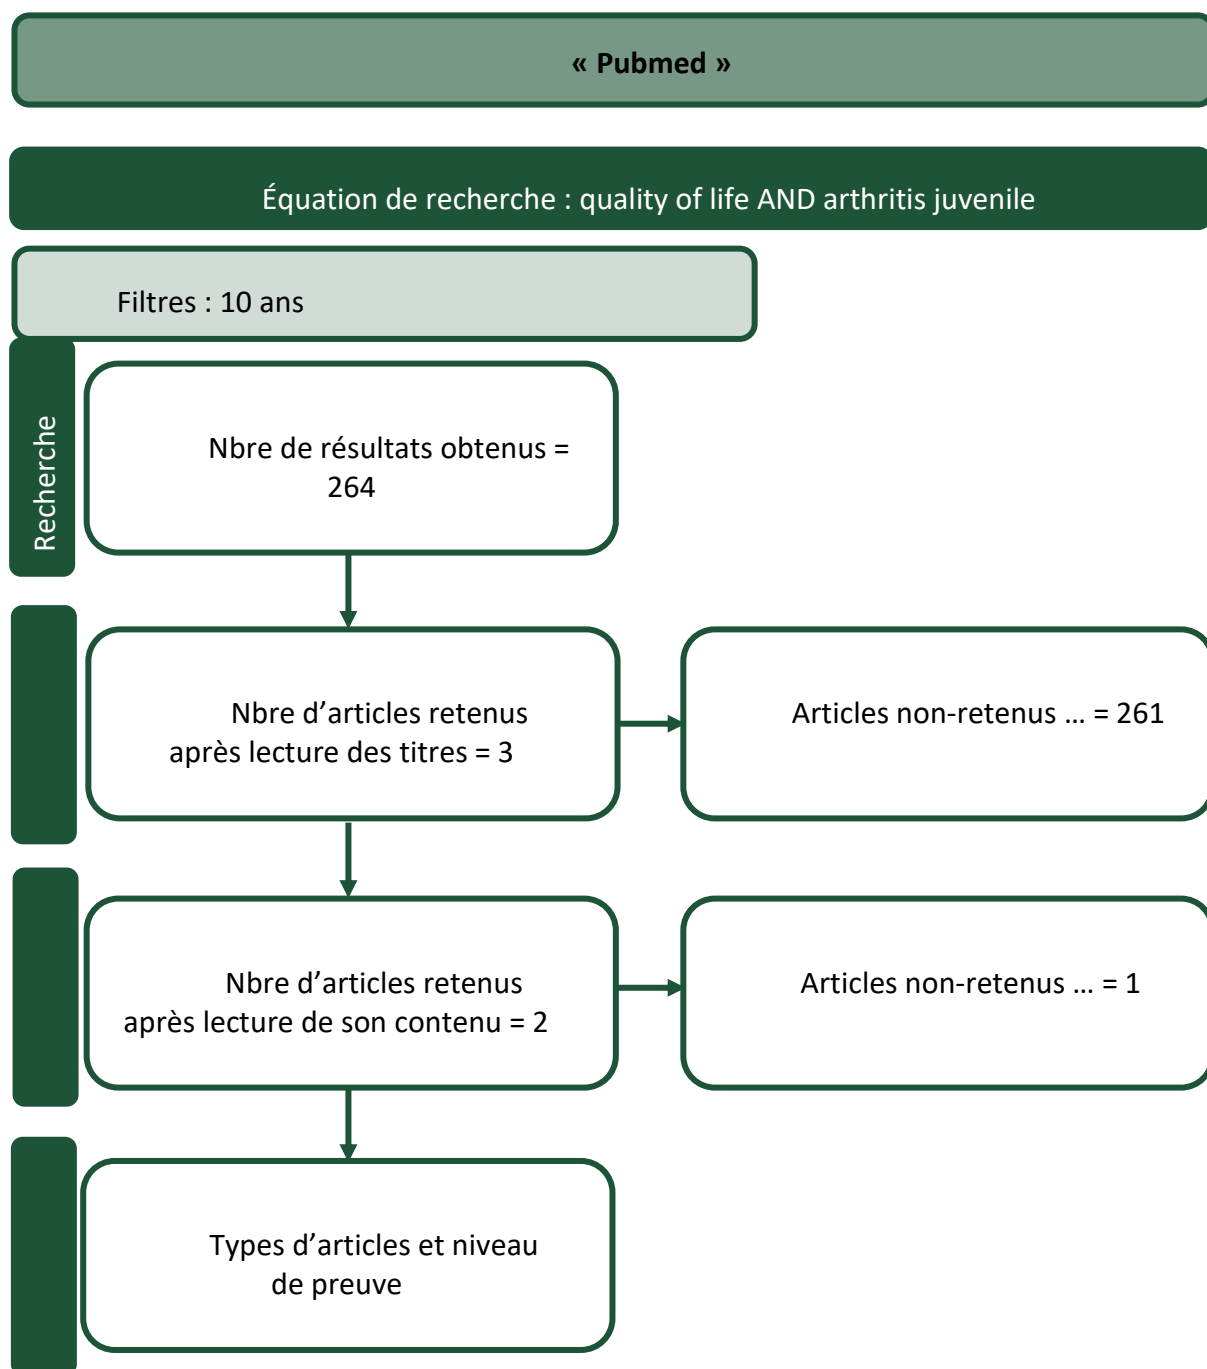 « Pubmed »
Équation de recherche : quality of life AND arthritis juvenile
Filtres : 10 ans
Recherche
Nbre de résultats obtenus =
264
Nbre d’articles retenus
après lecture des titres = 3
Articles non-retenus ... = 261
Nbre d’articles retenus
après lecture de son contenu = 2
Articles non-retenus ... = 1
Types d’articles et niveau
de preuve